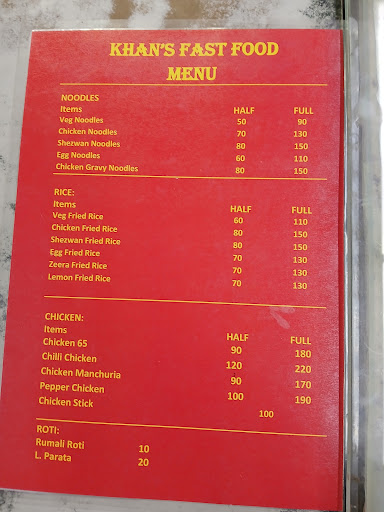 KHAN'S FAST FOOD
MENU
NOODLES
Items HALF FULL
Veg Noodles 50 90
Chicken Noodles 70 130
Shezwan Noodles 80 150
Egg Noodles 60 110
Chicken Gravy Noodles 80 150
RICE:
Items HALF FULL
Veg Fried Rice 60 110
Chicken Fried Rice 80 150
Shezwan Fried Rice 80 150
Egg Fried Rice 70 130
Zeera Fried Rice 70 130
Lemon Fried Rice 70 130
CHICKEN:
Items HALF FULL
Chicken 65 90 180
Chilli Chicken 120 220
Chicken Manchuria 90 170
Pepper Chicken 100 190
Chicken Stick 100
ROTI:
Rumali Roti 10
L. Parata 20